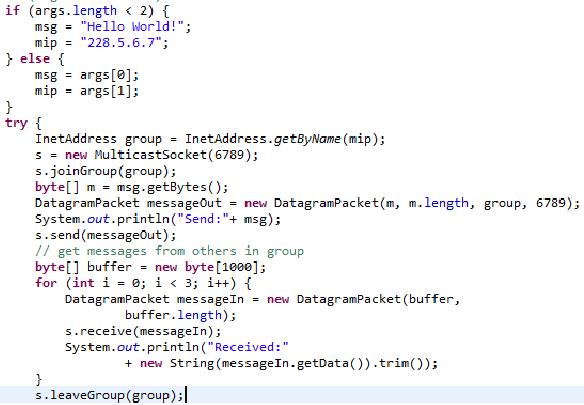 if (args.length < 2) {
    msg = "Hello World!";
    mip = "228.5.6.7";
} else {
    msg = args[0];
    mip = args[1];
}
try {
    InetAddress group = InetAddress.getByName(mip);
    s = new MulticastSocket(6789);
    s.joinGroup(group);
    byte[] m = msg.getBytes();
    DatagramPacket messageOut = new DatagramPacket(m, m.length, group, 6789);
    System.out.println("Send:"+ msg);
    s.send(messageOut);
    // get messages from others in group
    byte[] buffer = new byte[1000];
    for (int i = 0; i < 3; i++) {
        DatagramPacket messageIn = new DatagramPacket(buffer,
                buffer.length);
        s.receive(messageIn);
        System.out.println("Received:"
                + new String(messageIn.getData()).trim());
    }
    s.leaveGroup(group);